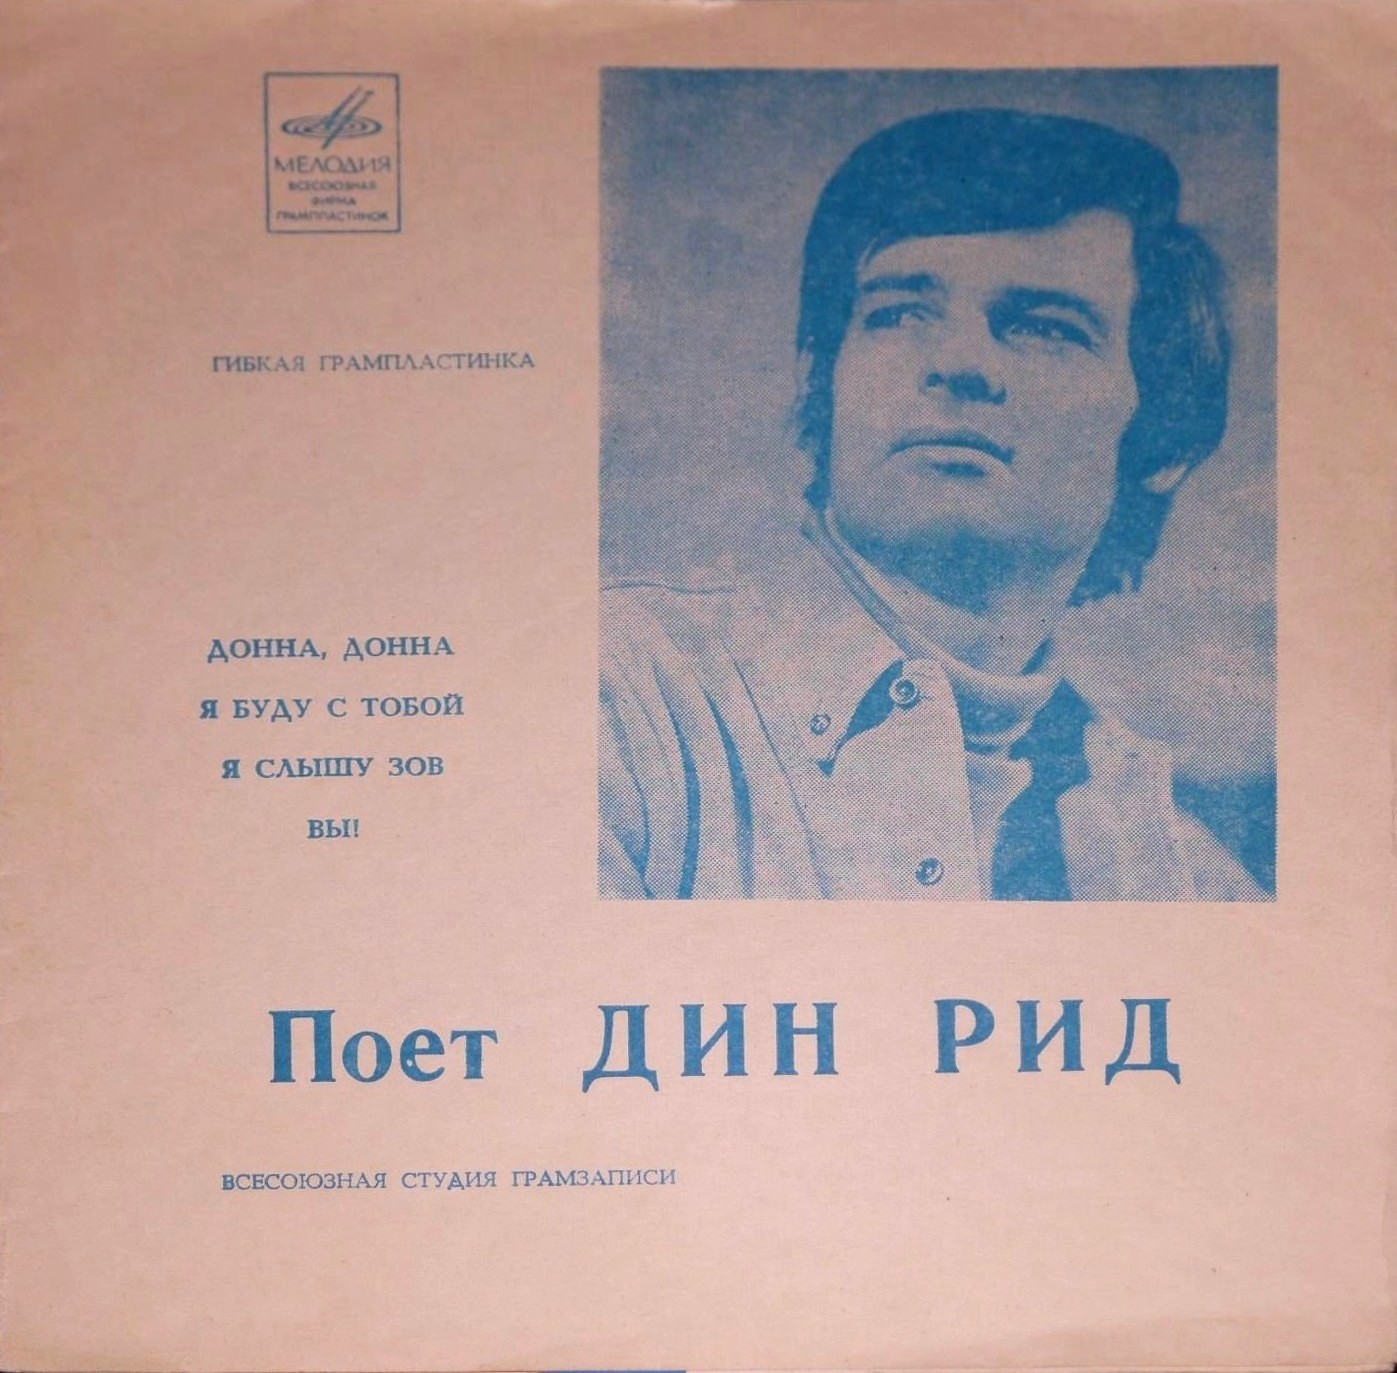 МЕЛОДИЯ
ВСЕСОЮЗНАЯ
ФИРМА
ГРАМПЛАСТИНОК
ГИБКАЯ ГРАМПЛАСТИНКА
ДОННА, ДОННА
Я БУДУ С ТОБОЙ
Я СЛЫШУ ЗОВ
ВЫ!
Поет ДИН РИД
ВСЕСОЮЗНАЯ СТУДИЯ ГРАМЗАПИСИ